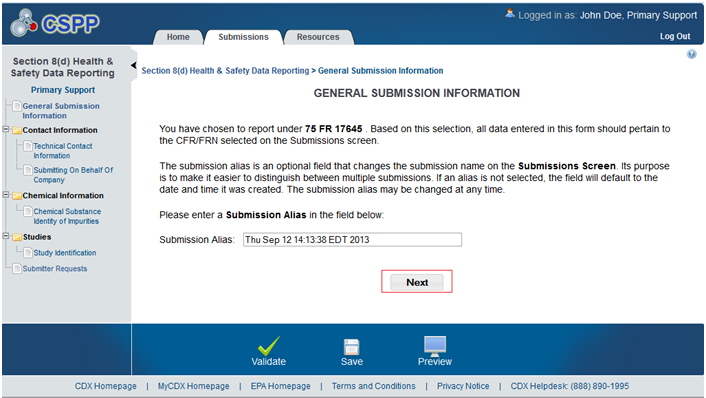 CSPP
Logged in as: John Doe, Primary Support
Home
Submissions
Resources
Log Out
Section 8(d) Health &
Safety Data Reporting
Primary Support
General Submission
Information
Contact Information
Technical Contact
Information
Submitting On Behalf Of
Company
Chemical Information
Chemical Substance
Identity of Impurities
Studies
Study Identification
Submitter Requests
?
Section 8(d) Health & Safety Data Reporting > General Submission Information
GENERAL SUBMISSION INFORMATION
You have chosen to report under 75 FR 17645 . Based on this selection, all data entered in this form should pertain to
the CFR/FRN selected on the Submissions screen.
The submission alias is an optional field that changes the submission name on the Submissions Screen. Its purpose
is to make it easier to distinguish between multiple submissions. If an alias is not selected, the field will default to the
date and time it was created. The submission alias may be changed at any time.
Please enter a Submission Alias in the field below:
Submission Alias: Thu Sep 12 14:13:38 EDT 2013
Next
Validate
Save
Preview
CDX Homepage | MyCDX Homepage | EPA Homepage | Terms and Conditions | Privacy Notice | CDX Helpdesk: (888) 890-1995